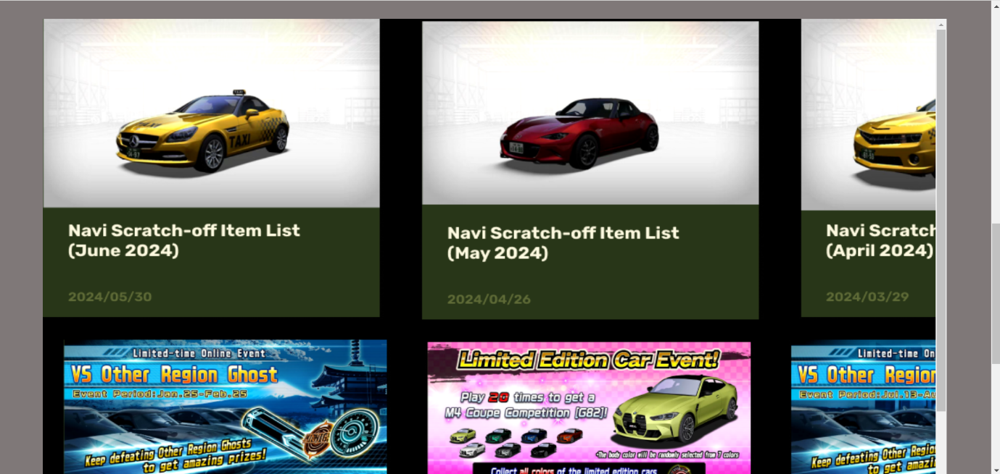 TAXI
TAXI
TAXI
Navi Scratch-off Item List
(June 2024)
2024/05/30
Navi Scratch-off Item List
(May 2024)
2024/04/26
Navi Scratch
(April 2024)
2024/03/29
Limited-time Online Event
VS Other Region Ghost
Event Period:Jan.25-Feb.25
Keep defeating Other Region Ghosts
to get amazing prizes!
Limited Edition Car Event!
Play 20 times to get a
M4 Coupe Competition [G82]!
*The body color will be randomly selected from 7 colors
Collect all colors of the limited edition cars
Limited-time On
VS Other Region
Event Period:Jul.13-Au
Keep defeating Other Regio
to get amazi